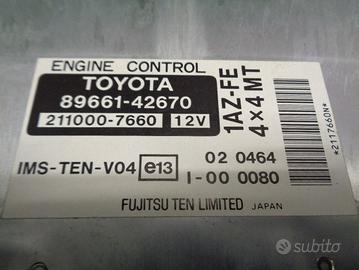 ENGINE CONTROL
TOYOTA
89661-42670
211000-7660 12V
1AZ-FE
4×4 MT
*2117660N*
IMS-TEN-V04 e13 02 0464
I-00 0080
FUJITSU TEN LIMITED JAPAN
subito